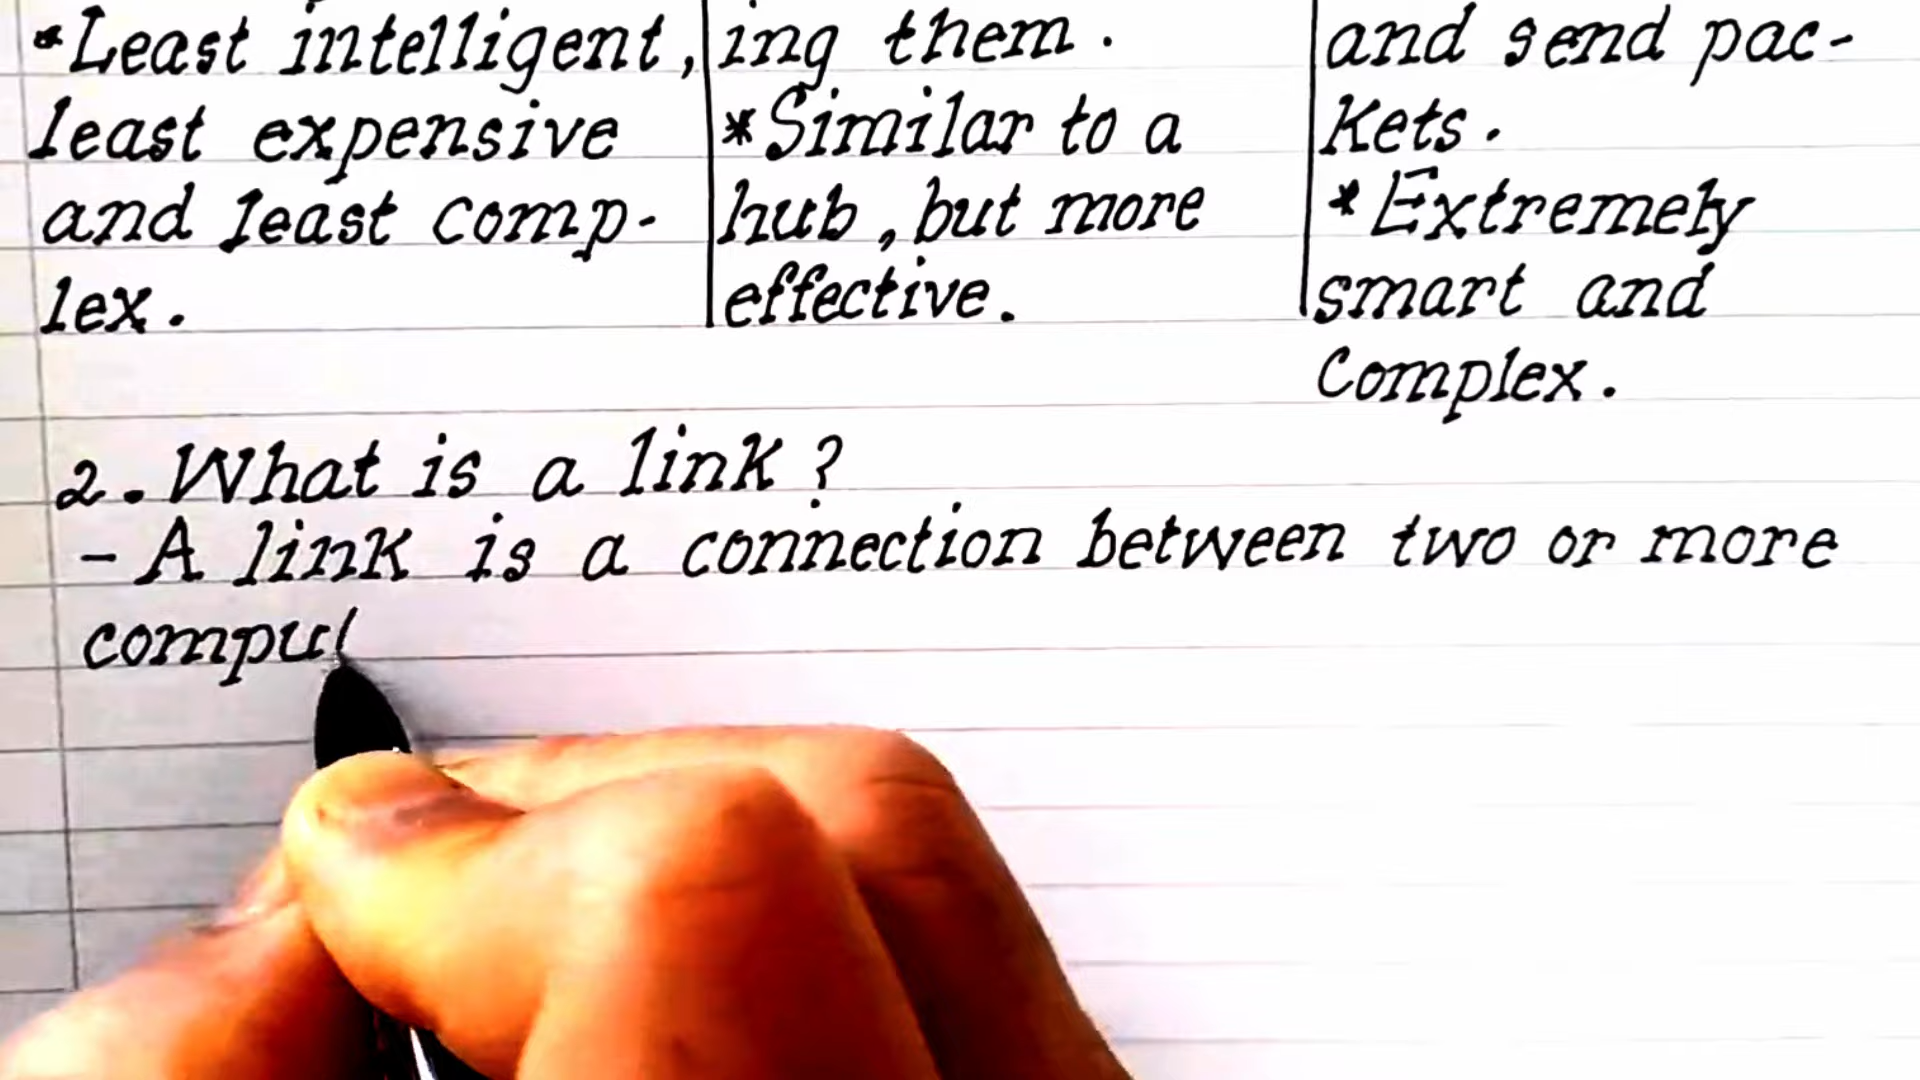 *Least intelligent,
least expensive
and least comp-
lex.
ing them.
*Similar to a
hub, but more
effective.
and send pac-
kets.
*Extremely
smart and
Complex.
2. What is a link?
- A link is a connection between two or more